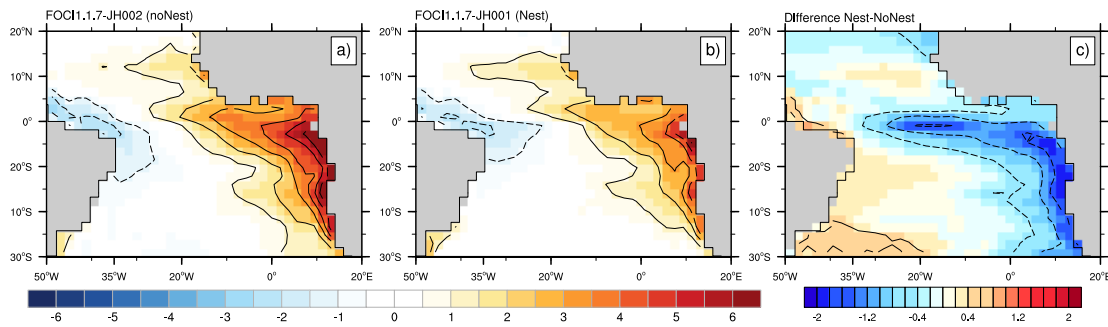 FOCI1.1.7-JH002 (noNest)
FOCI1.1.7-JH001 (Nest)
Difference Nest-NoNest
a)
b)
c)
20°N
10°N
0°
20°S
10°S
30°S
20°N
10°N
0°
20°S
10°S
30°S
20°N
10°N
0°
20°S
10°S
30°S
50°W 35°W 20°W 0° 20°E
50°W 35°W 20°W 0° 20°E
50°W 35°W 20°W 0° 20°E
-6 -5 -4 -3 -2 -1 0 1 2 3 4 5 6
-2 -1.2 -0.4 0.4 1.2 2